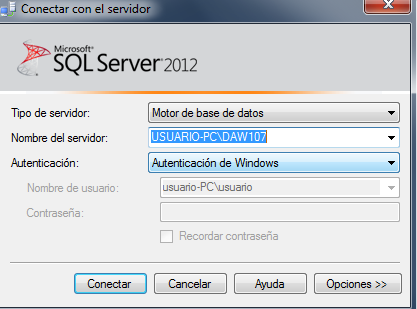 Conectar con el servidor
Microsoft®
SQL Server® 2012
Tipo de servidor: Motor de base de datos
Nombre del servidor: USUARIO-PC\DAW107
Autenticación: Autenticación de Windows
Nombre de usuario: usuario-PC\usuario
Contraseña:
Recordar contraseña
Conectar Cancelar Ayuda Opciones >>